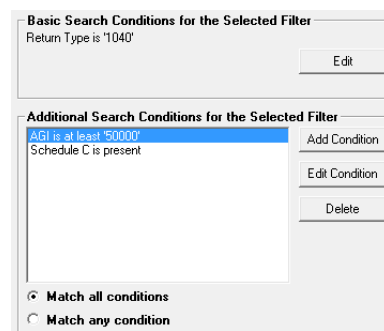 Basic Search Conditions for the Selected Filter
Return Type is '1040'
Edit
Additional Search Conditions for the Selected Filter
AGI is at least '50000'
Schedule C is present
Add Condition
Edit Condition
Delete
Match all conditions
Match any condition